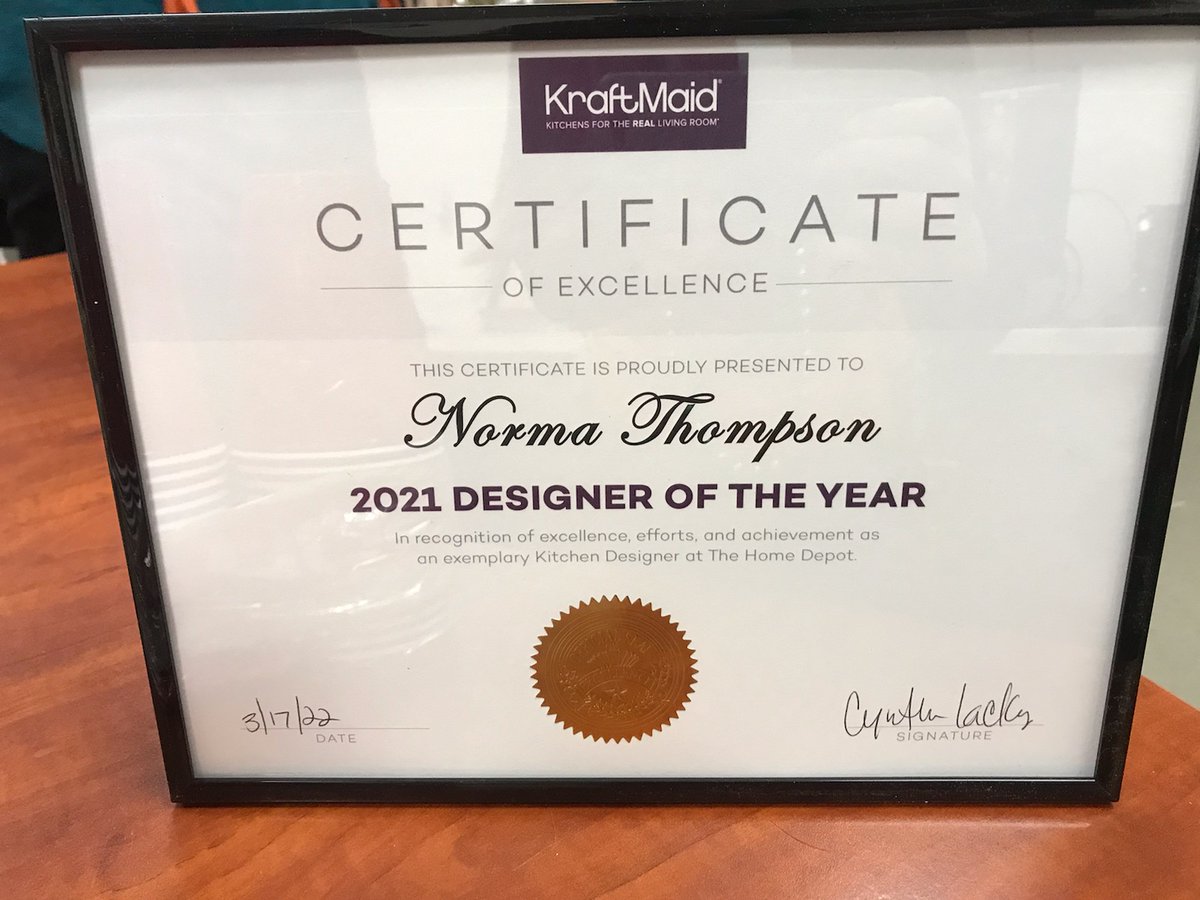 KraftMaid®
KITCHENS FOR THE REAL LIVING ROOM™
CERTIFICATE
OF EXCELLENCE
THIS CERTIFICATE IS PROUDLY PRESENTED TO
Norma Thompson
2021 DESIGNER OF THE YEAR
In recognition of excellence, efforts, and achievement as
an exemplary Kitchen Designer at The Home Depot.
3/17/22
DATE
SIGNATURE